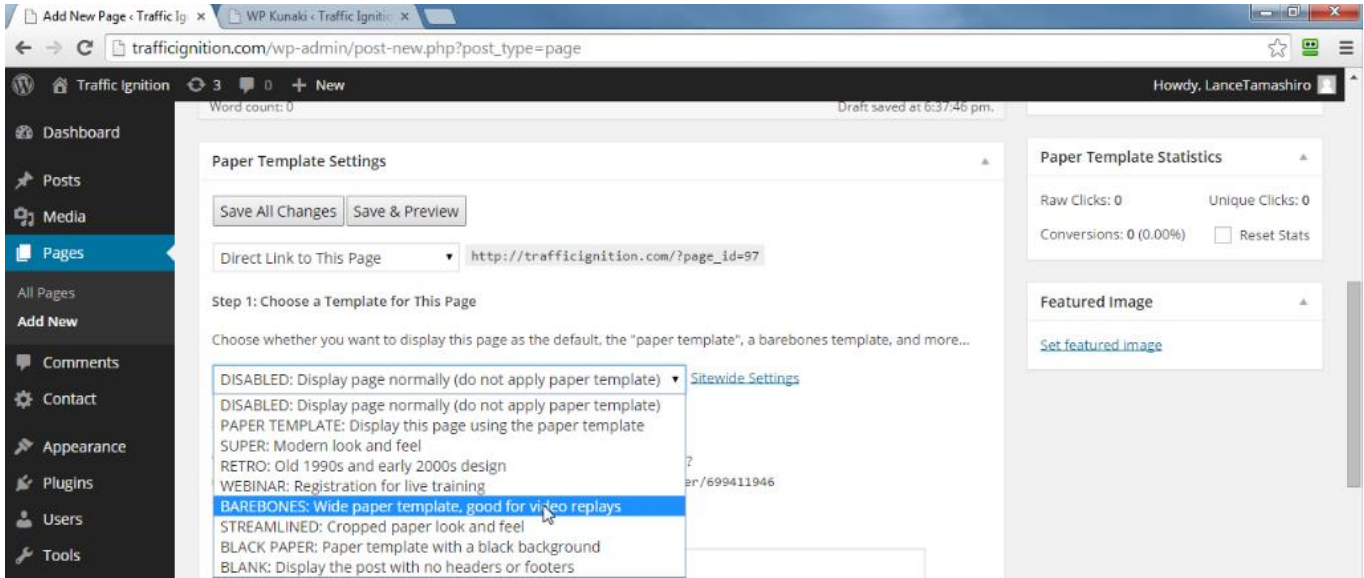 Add New Page ‹ Traffic Ig
WP Kunaki ‹ Traffic Ignitio
trafficignition.com/wp-admin/post-new.php?post_type=page
Traffic Ignition 3 0 + New
Howdy, LanceTamashiro
Dashboard
Posts
Media
Pages
All Pages
Add New
Comments
Contact
Appearance
Plugins
Users
Tools
Word count: 0
Draft saved at 6:37:46 pm.
Paper Template Settings
Save All Changes
Save & Preview
Direct Link to This Page
http://trafficignition.com/?page_id=97
Step 1: Choose a Template for This Page
Choose whether you want to display this page as the default, the "paper template", a barebones template, and more...
DISABLED: Display page normally (do not apply paper template)
Sitewide Settings
DISABLED: Display page normally (do not apply paper template)
PAPER TEMPLATE: Display this page using the paper template
SUPER: Modern look and feel
RETRO: Old 1990s and early 2000s design
?
WEBINAR: Registration for live training
er/699411946
BAREBONES: Wide paper template, good for video replays
STREAMLINED: Cropped paper look and feel
BLACK PAPER: Paper template with a black background
BLANK: Display the post with no headers or footers
Paper Template Statistics
Raw Clicks: 0
Unique Clicks: 0
Conversions: 0 (0.00%)
Reset Stats
Featured Image
Set featured image